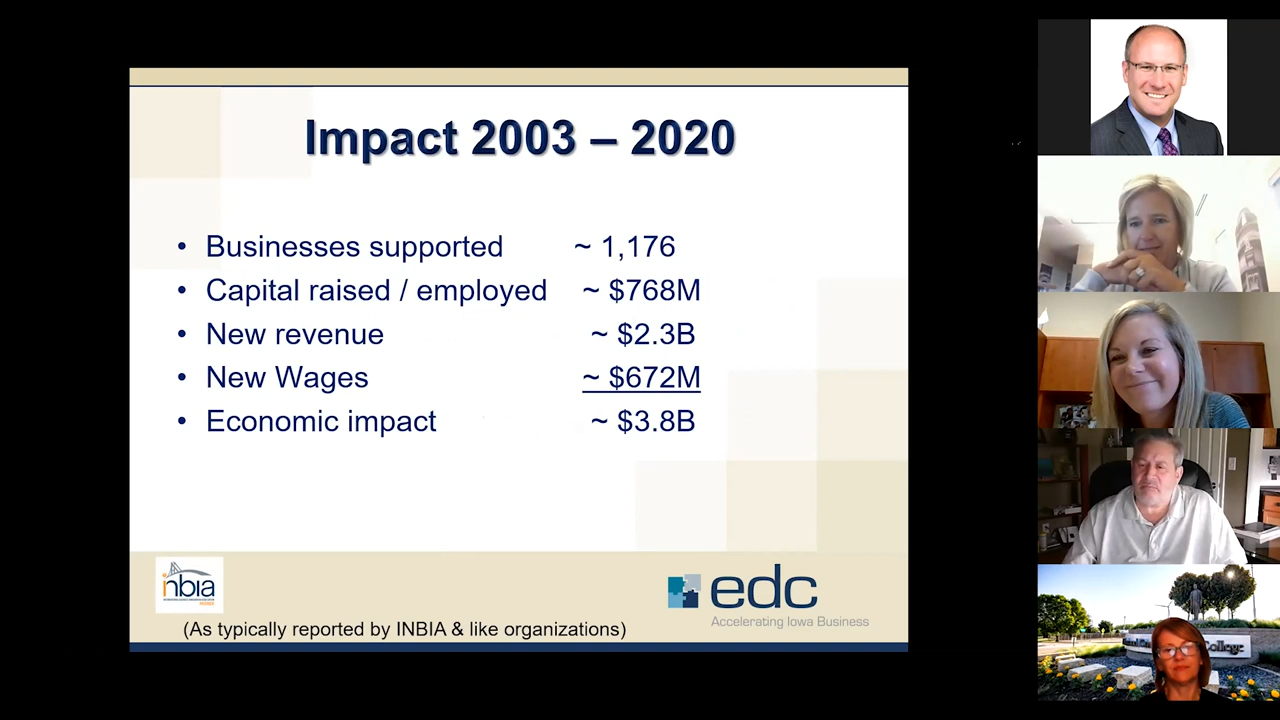 Impact 2003 – 2020
• Businesses supported ~ 1,176
• Capital raised / employed ~ $768M
• New revenue ~ $2.3B
• New Wages ~ $672M
• Economic impact ~ $3.8B
inbia
edc
Accelerating Iowa Business
(As typically reported by INBIA & like organizations)
College